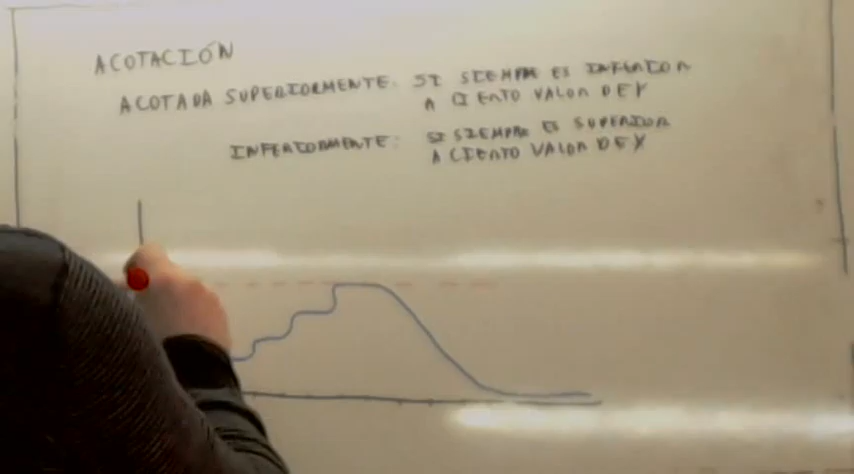 ACOTACIÓN
ACOTADA SUPERIORMENTE: SI SIEMPRE ES INFERIOR
A CIERTO VALOR DE Y
INFERIORMENTE: SI SIEMPRE ES SUPERIOR
A CIERTO VALOR DE Y